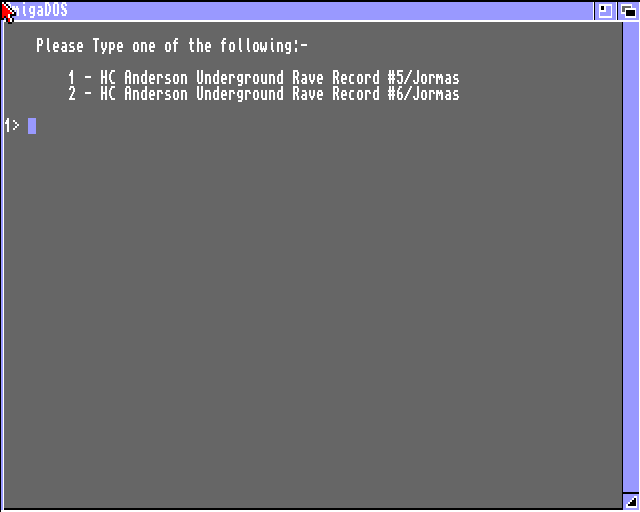 migaDOS
Please Type one of the following:-
1 - HC Anderson Underground Rave Record #5/Jormas
2 - HC Anderson Underground Rave Record #6/Jormas
1>